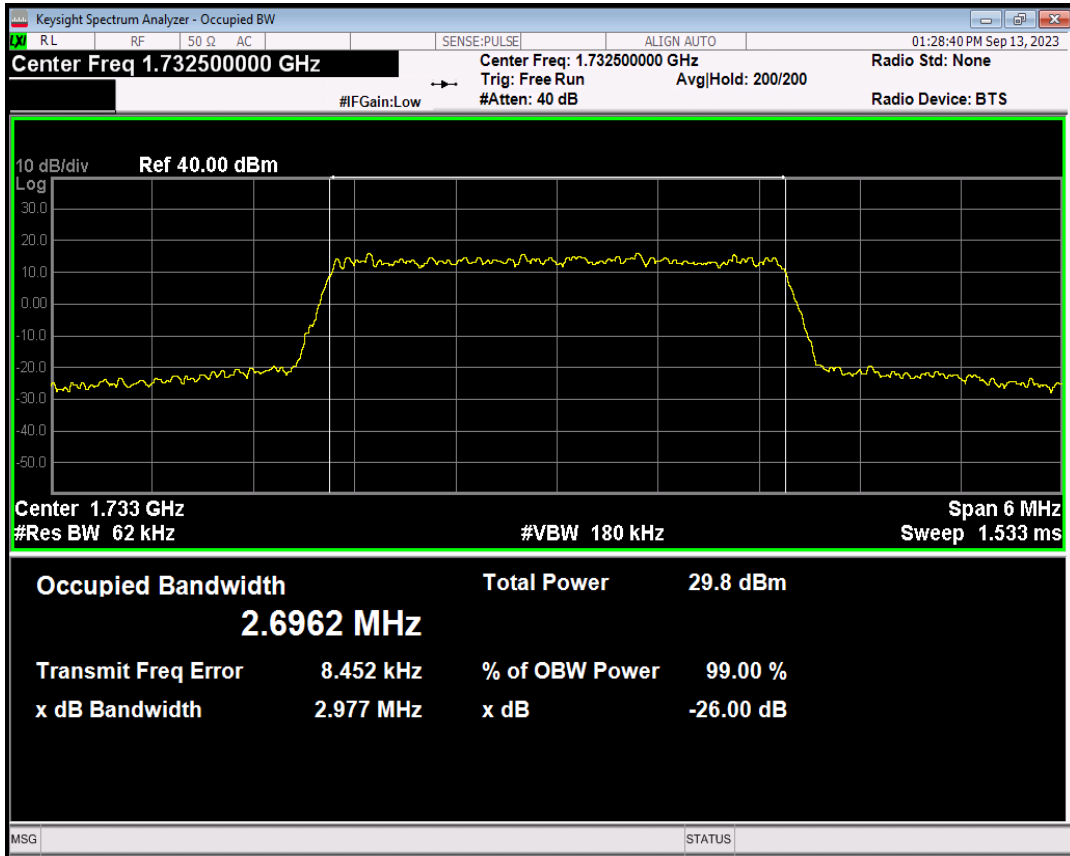 Keysight Spectrum Analyzer - Occupied BW
LXI RL RF 50 Ω AC SENSE:PULSE ALIGN AUTO 01:28:40 PM Sep 13, 2023
Center Freq 1.732500000 GHz Center Freq: 1.732500000 GHz Radio Std: None
Trig: Free Run Avg|Hold: 200/200
#IFGain:Low #Atten: 40 dB Radio Device: BTS
10 dB/div Ref 40.00 dBm
Log
30.0
20.0
10.0
0.00
-10.0
-20.0
-30.0
-40.0
-50.0
Center 1.733 GHz Span 6 MHz
#Res BW 62 kHz #VBW 180 kHz Sweep 1.533 ms
Occupied Bandwidth Total Power 29.8 dBm
2.6962 MHz
Transmit Freq Error 8.452 kHz % of OBW Power 99.00 %
x dB Bandwidth 2.977 MHz x dB -26.00 dB
MSG STATUS